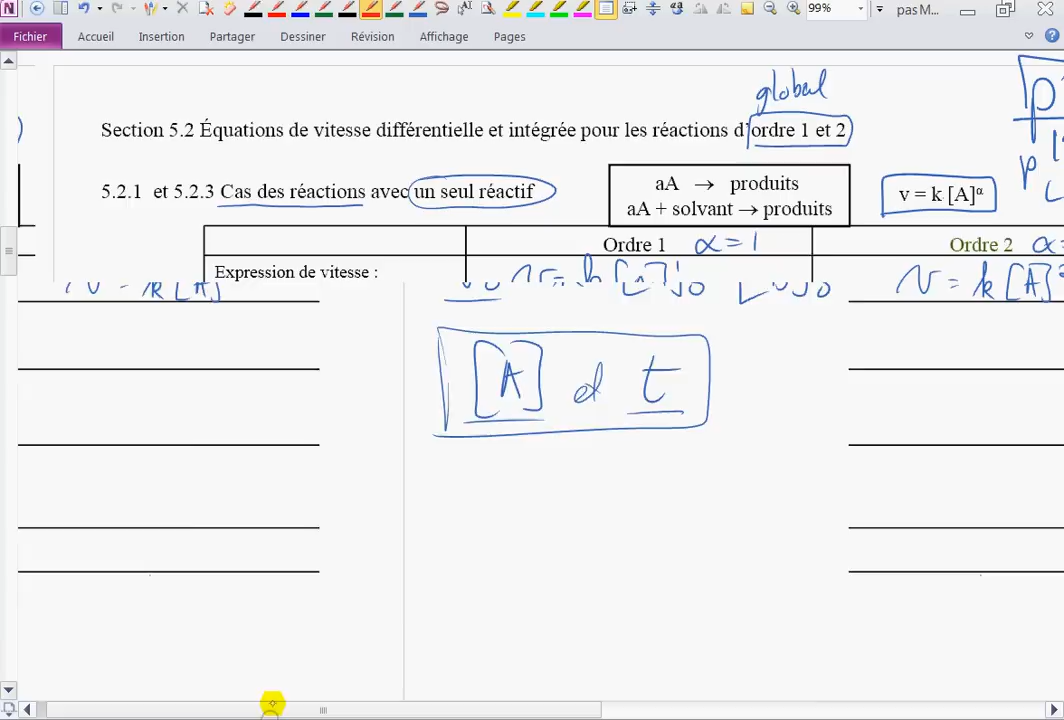 99%
pas M...
Fichier Accueil Insertion Partager Dessiner Révision Affichage Pages
global
Section 5.2 Équations de vitesse différentielle et intégrée pour les réactions d'ordre 1 et 2
5.2.1 et 5.2.3 Cas des réactions avec un seul réactif
aA → produits
aA + solvant → produits
v = k [A]^α
Ordre 1 α = 1
Ordre 2 α =
Expression de vitesse :
[A] et t